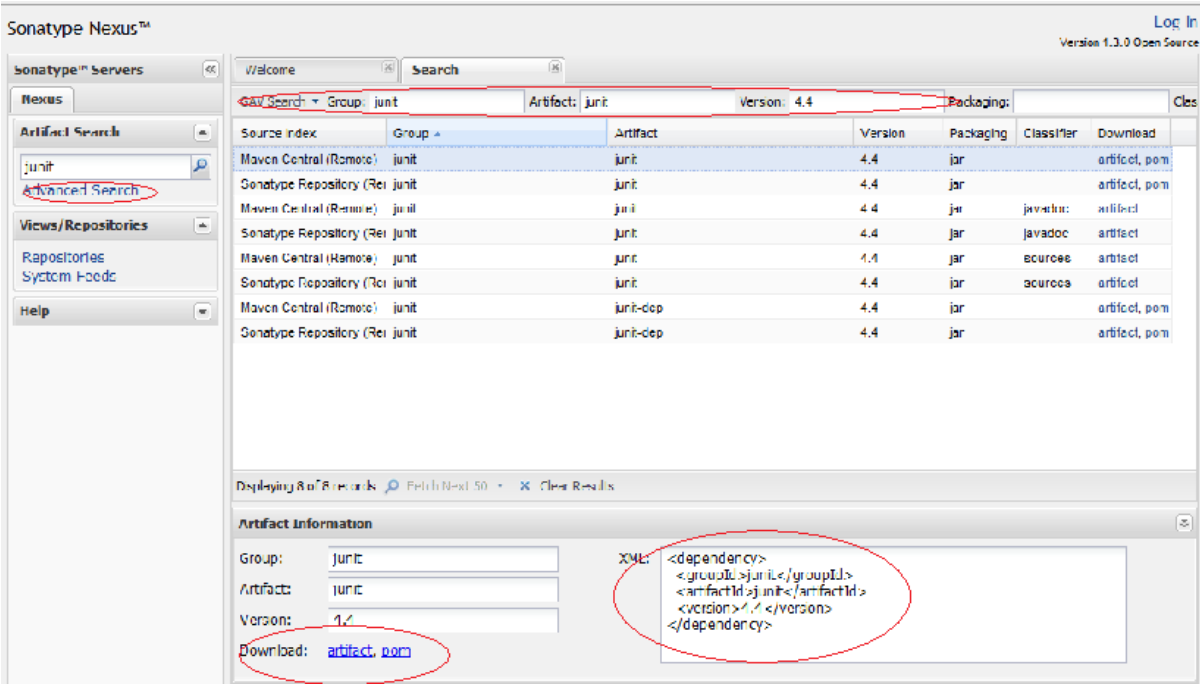 Sonatype Nexus™
Log In
Version 1.3.0 Open Source
Sonatype™ Servers
Nexus
Artifact Search
junit
Advanced Search
Views/Repositories
Repositories
System Feeds
Help
Welcome
Search
GAV Search Group: junit Artifact: junit Version: 4.4 Packaging: Clas
Source Index Group Artifact Version Packaging Classifier Download
Maven Central (Remote) junit junit 4.4 jar artifact, pom
Sonatype Repository (Rer junit junit 4.4 jar artifact, pom
Maven Central (Remote) junit junit 4.4 jar javadoc artifact
Sonatype Repository (Rer junit junit 4.4 jar javadoc artifact
Maven Central (Remote) junit junit 4.4 jar sources artifact
Sonatype Repository (Rer junit junit 4.4 jar sources artifact
Maven Central (Remote) junit junit-dep 4.4 jar artifact, pom
Sonatype Repository (Rer junit junit-dep 4.4 jar artifact, pom
Displaying 8 of 8 records Fetch Next 50 Clear Results
Artifact Information
Group: junit
Artifact: junit
Version: 4.4
Download: artifact, pom
XML: <dependency>
<groupId>junit</groupId>
<artifactId>junit</artifactId>
<version>4.4</version>
</dependency>